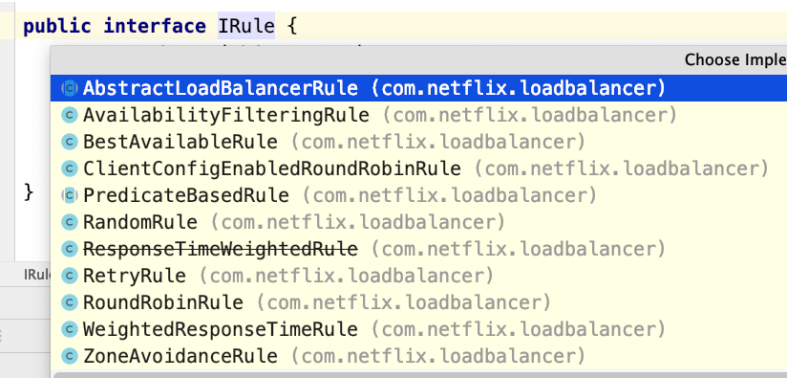 public interface IRule {
Choose Imple
AbstractLoadBalancerRule (com.netflix.loadbalancer)
AvailabilityFilteringRule (com.netflix.loadbalancer)
BestAvailableRule (com.netflix.loadbalancer)
ClientConfigEnabledRoundRobinRule (com.netflix.loadbalancer)
} PredicateBasedRule (com.netflix.loadbalancer)
RandomRule (com.netflix.loadbalancer)
ResponseTimeWeightedRule (com.netflix.loadbalancer)
IRul RetryRule (com.netflix.loadbalancer)
RoundRobinRule (com.netflix.loadbalancer)
WeightedResponseTimeRule (com.netflix.loadbalancer)
ZoneAvoidanceRule (com.netflix.loadbalancer)